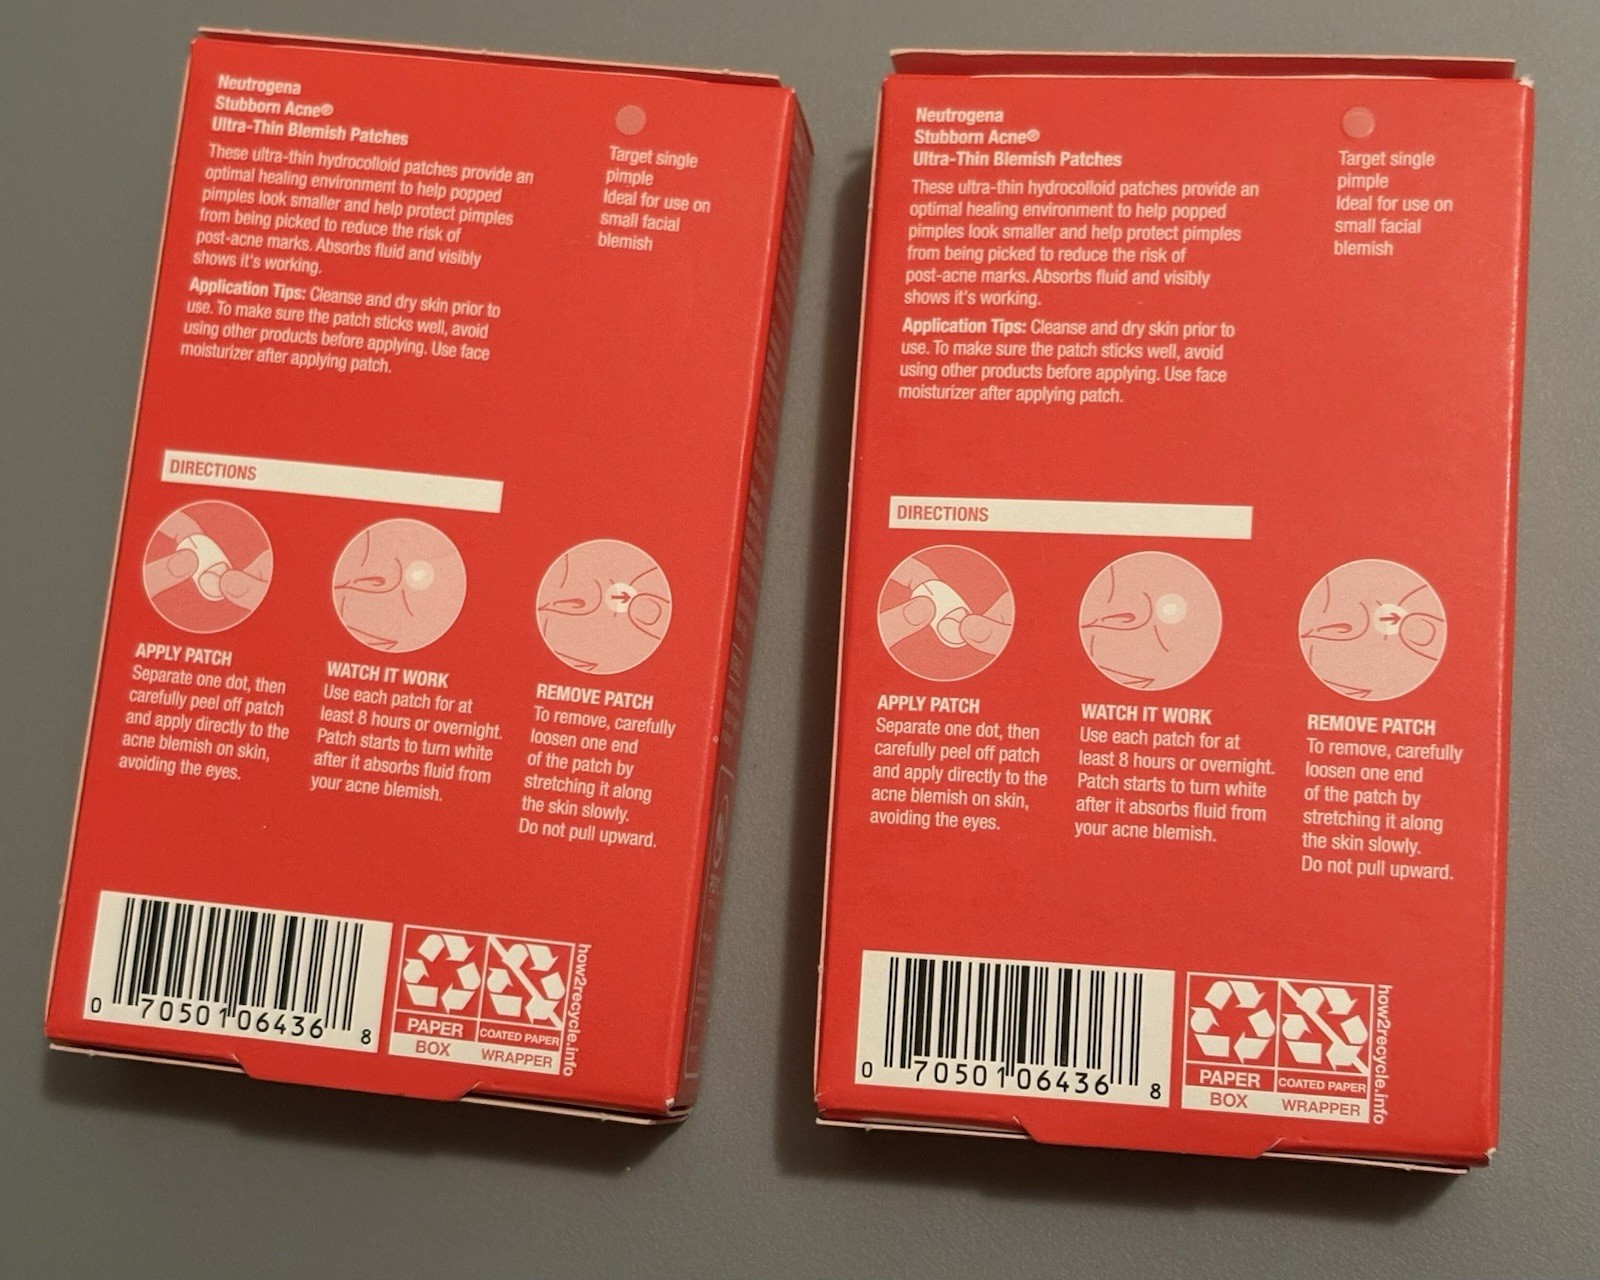 Neutrogena
Stubborn Acne®
Ultra-Thin Blemish Patches
These ultra-thin hydrocolloid patches provide an
optimal healing environment to help popped
pimples look smaller and help protect pimples
from being picked to reduce the risk of
post-acne marks. Absorbs fluid and visibly
shows it's working.
Application Tips: Cleanse and dry skin prior to
use. To make sure the patch sticks well, avoid
using other products before applying. Use face
moisturizer after applying patch.
Target single
pimple
Ideal for use on
small facial
blemish
DIRECTIONS
APPLY PATCH
Separate one dot, then
carefully peel off patch
and apply directly to the
acne blemish on skin,
avoiding the eyes.
WATCH IT WORK
Use each patch for at
least 8 hours or overnight.
Patch starts to turn white
after it absorbs fluid from
your acne blemish.
REMOVE PATCH
To remove, carefully
loosen one end
of the patch by
stretching it along
the skin slowly.
Do not pull upward.
0 70501 06436 8
PAPER
BOX
COATED PAPER
WRAPPER
how2recycle.info
Neutrogena
Stubborn Acne®
Ultra-Thin Blemish Patches
These ultra-thin hydrocolloid patches provide an
optimal healing environment to help popped
pimples look smaller and help protect pimples
from being picked to reduce the risk of
post-acne marks. Absorbs fluid and visibly
shows it's working.
Application Tips: Cleanse and dry skin prior to
use. To make sure the patch sticks well, avoid
using other products before applying. Use face
moisturizer after applying patch.
Target single
pimple
Ideal for use on
small facial
blemish
DIRECTIONS
APPLY PATCH
Separate one dot, then
carefully peel off patch
and apply directly to the
acne blemish on skin,
avoiding the eyes.
WATCH IT WORK
Use each patch for at
least 8 hours or overnight.
Patch starts to turn white
after it absorbs fluid from
your acne blemish.
REMOVE PATCH
To remove, carefully
loosen one end
of the patch by
stretching it along
the skin slowly.
Do not pull upward.
0 70501 06436 8
PAPER
BOX
COATED PAPER
WRAPPER
how2recycle.info